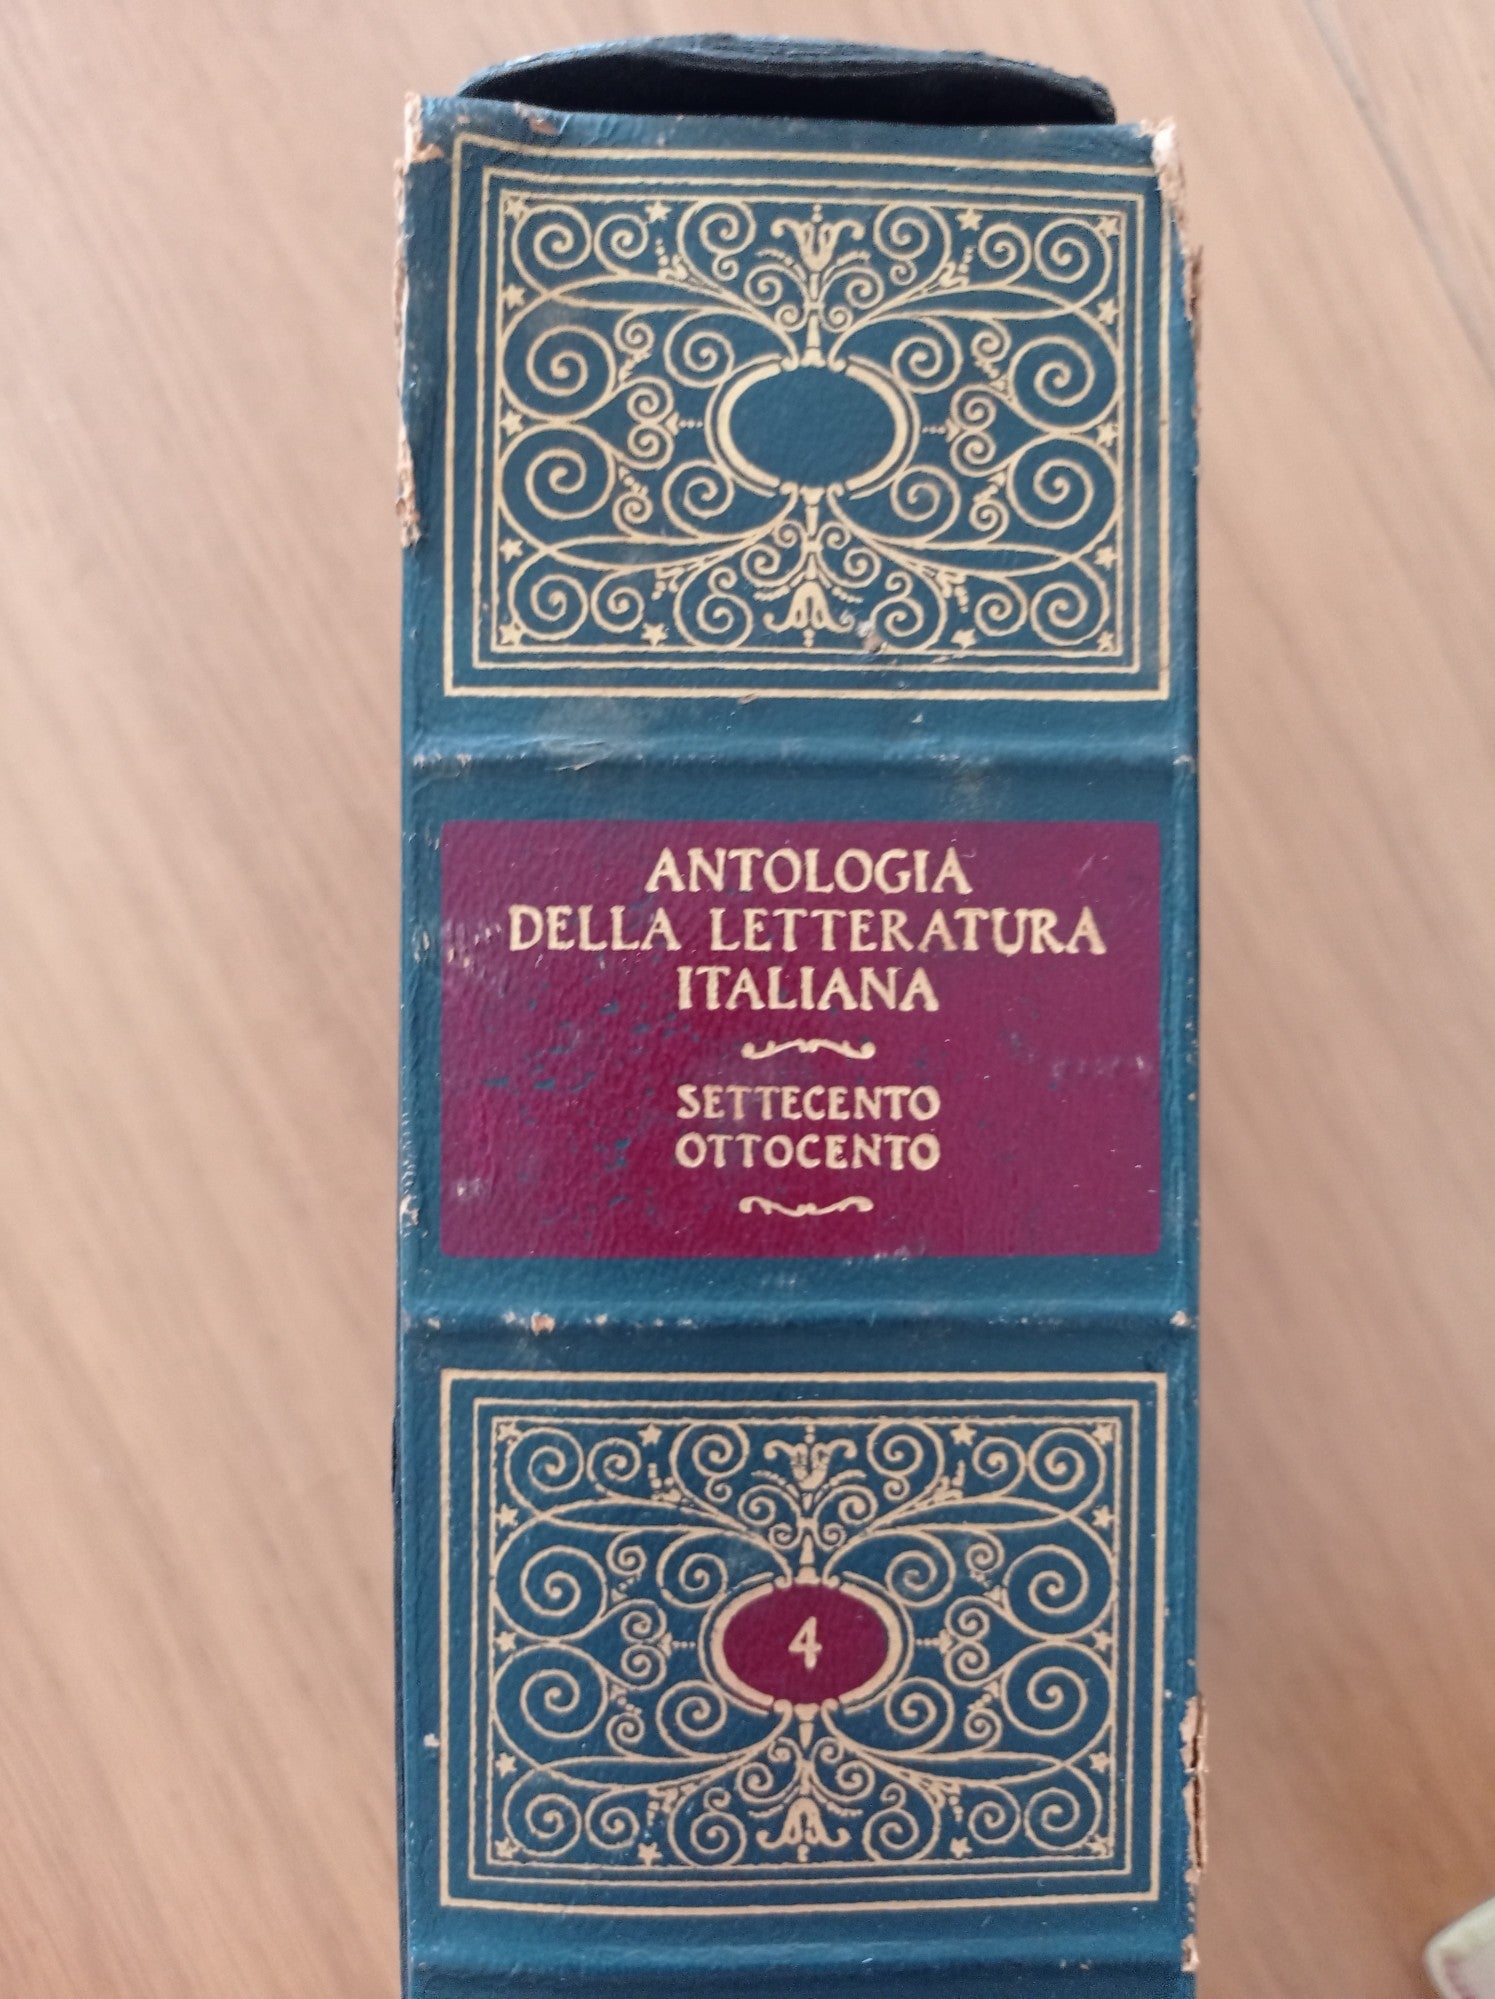 ANTOLOGIA
DELLA LETTERATURA
ITALIANA
SETTECENTO
OTTOCENTO
4